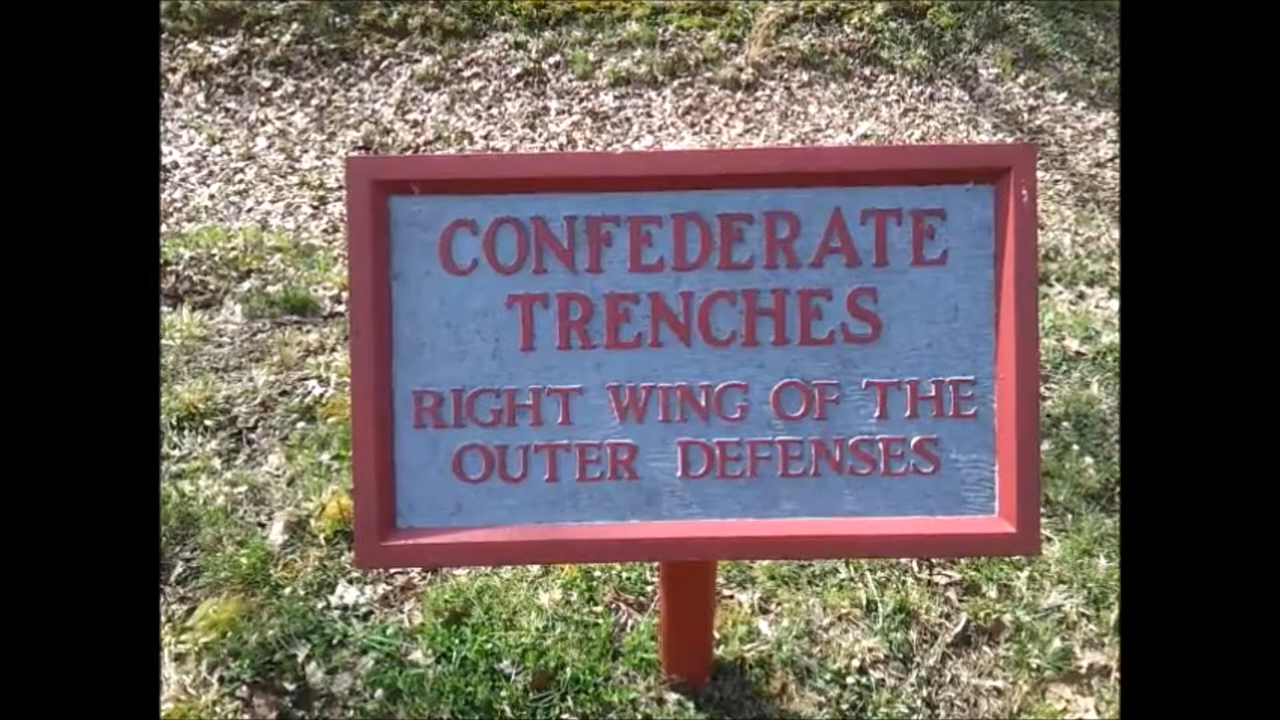 CONFEDERATE
TRENCHES
RIGHT WING OF THE
OUTER DEFENSES